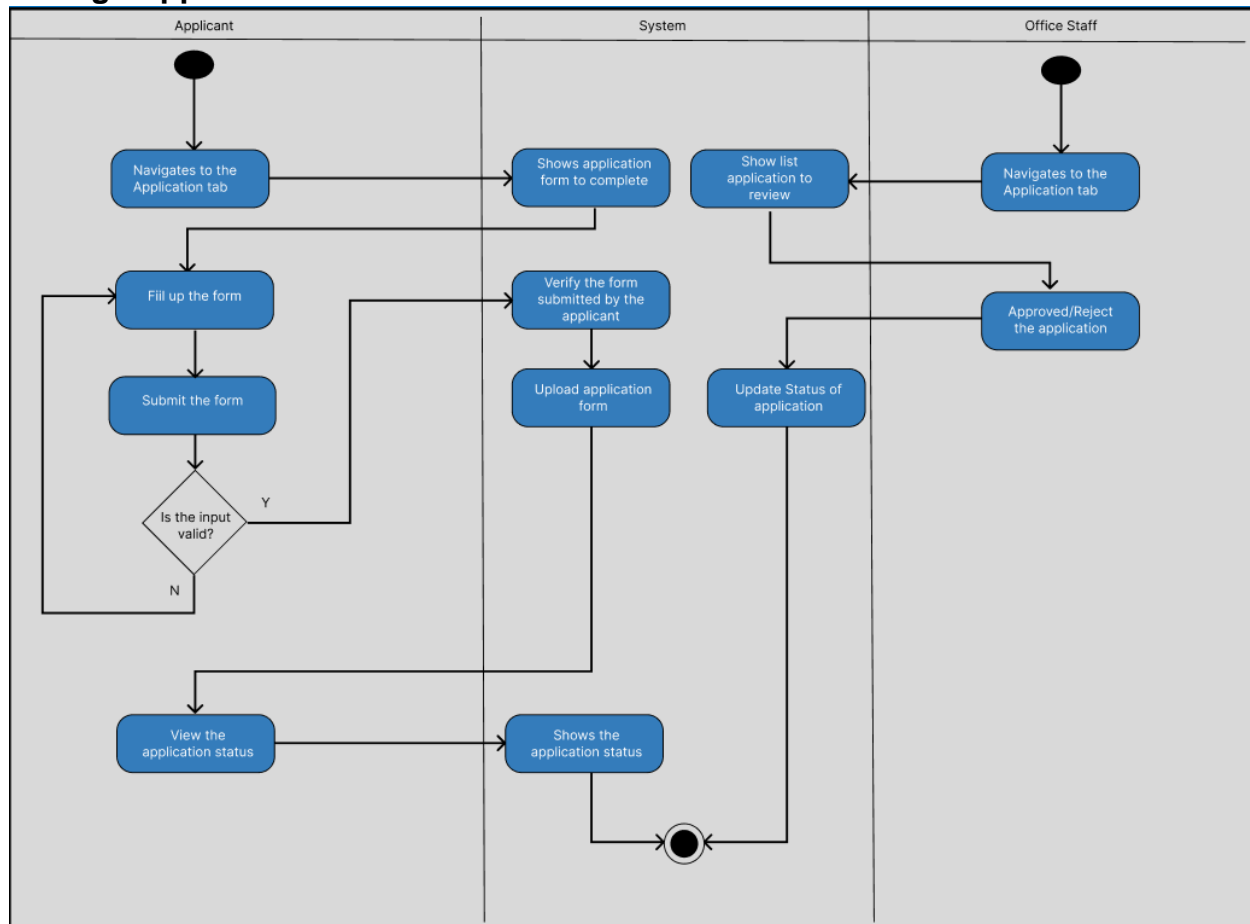 Applicant
System
Office Staff
Navigates to the
Application tab
Shows application
form to complete
Show list
application to
review
Navigates to the
Application tab
Fiil up the form
Verify the form
submitted by the
applicant
Approved/Reject
the application
Submit the form
Upload application
form
Update Status of
application
Is the input
valid?
Y
N
View the
application status
Shows the
application status